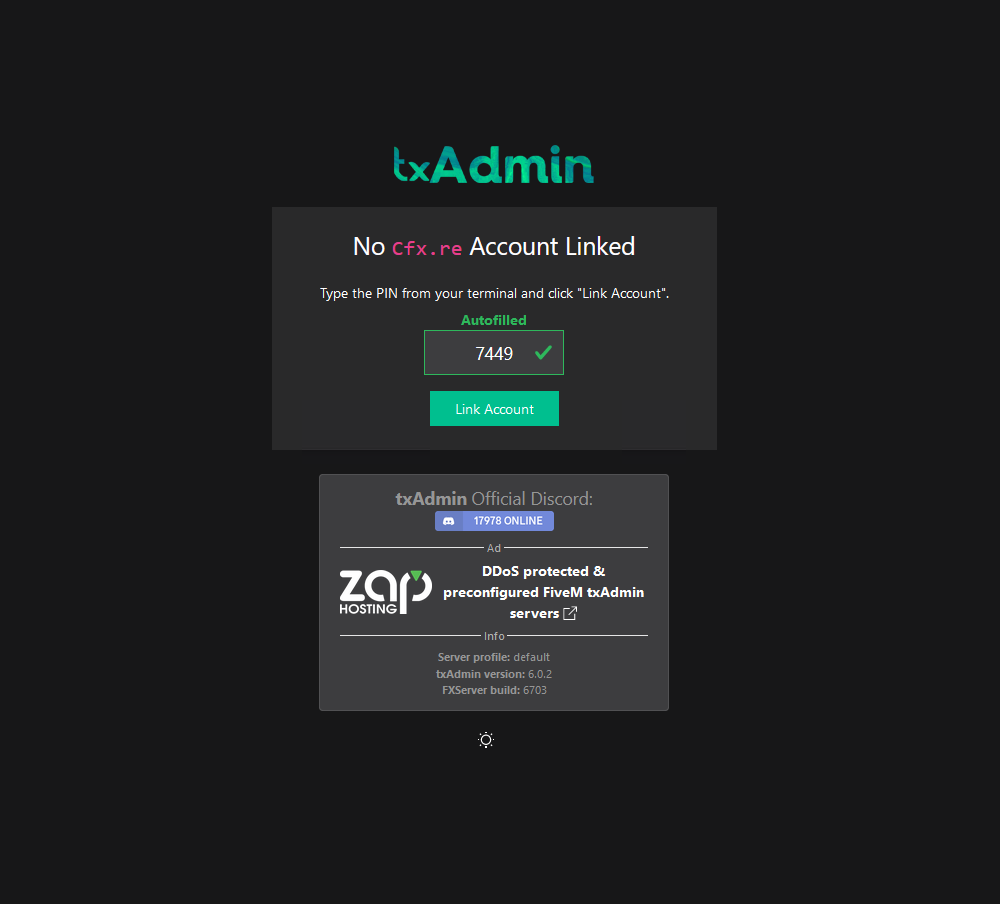 txAdmin
No Cfx.re Account Linked
Type the PIN from your terminal and click "Link Account".
Autofilled
7449
Link Account
txAdmin Official Discord:
17978 ONLINE
Ad
zap
HOSTING
DDoS protected &
preconfigured FiveM txAdmin
servers
Info
Server profile: default
txAdmin version: 6.0.2
FXServer build: 6703